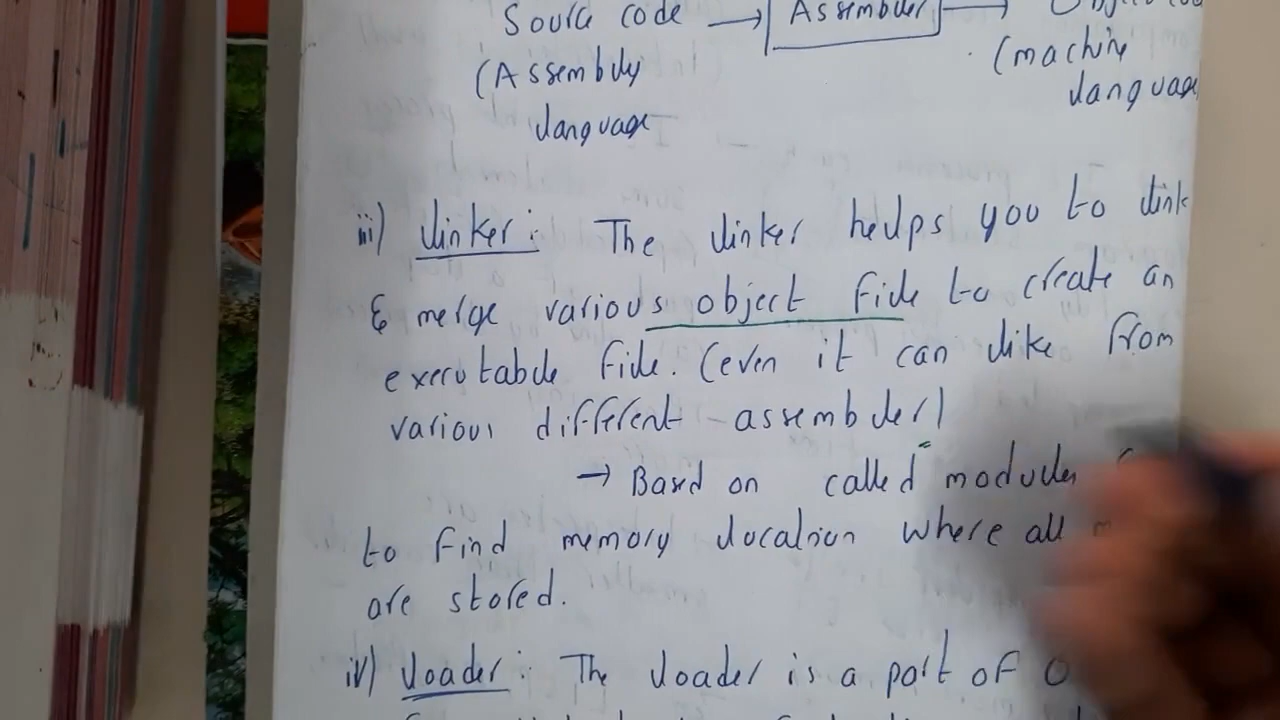 Source code → Assembler →
(Assembly (machine
language language
iii) Linker: The linker helps you to link
& merge various object file to create an
executable file. (even it can like from
various different assembler)
→ Based on called modules
to find memory location where all
are stored.
iv) Loader: The loader is a part of O